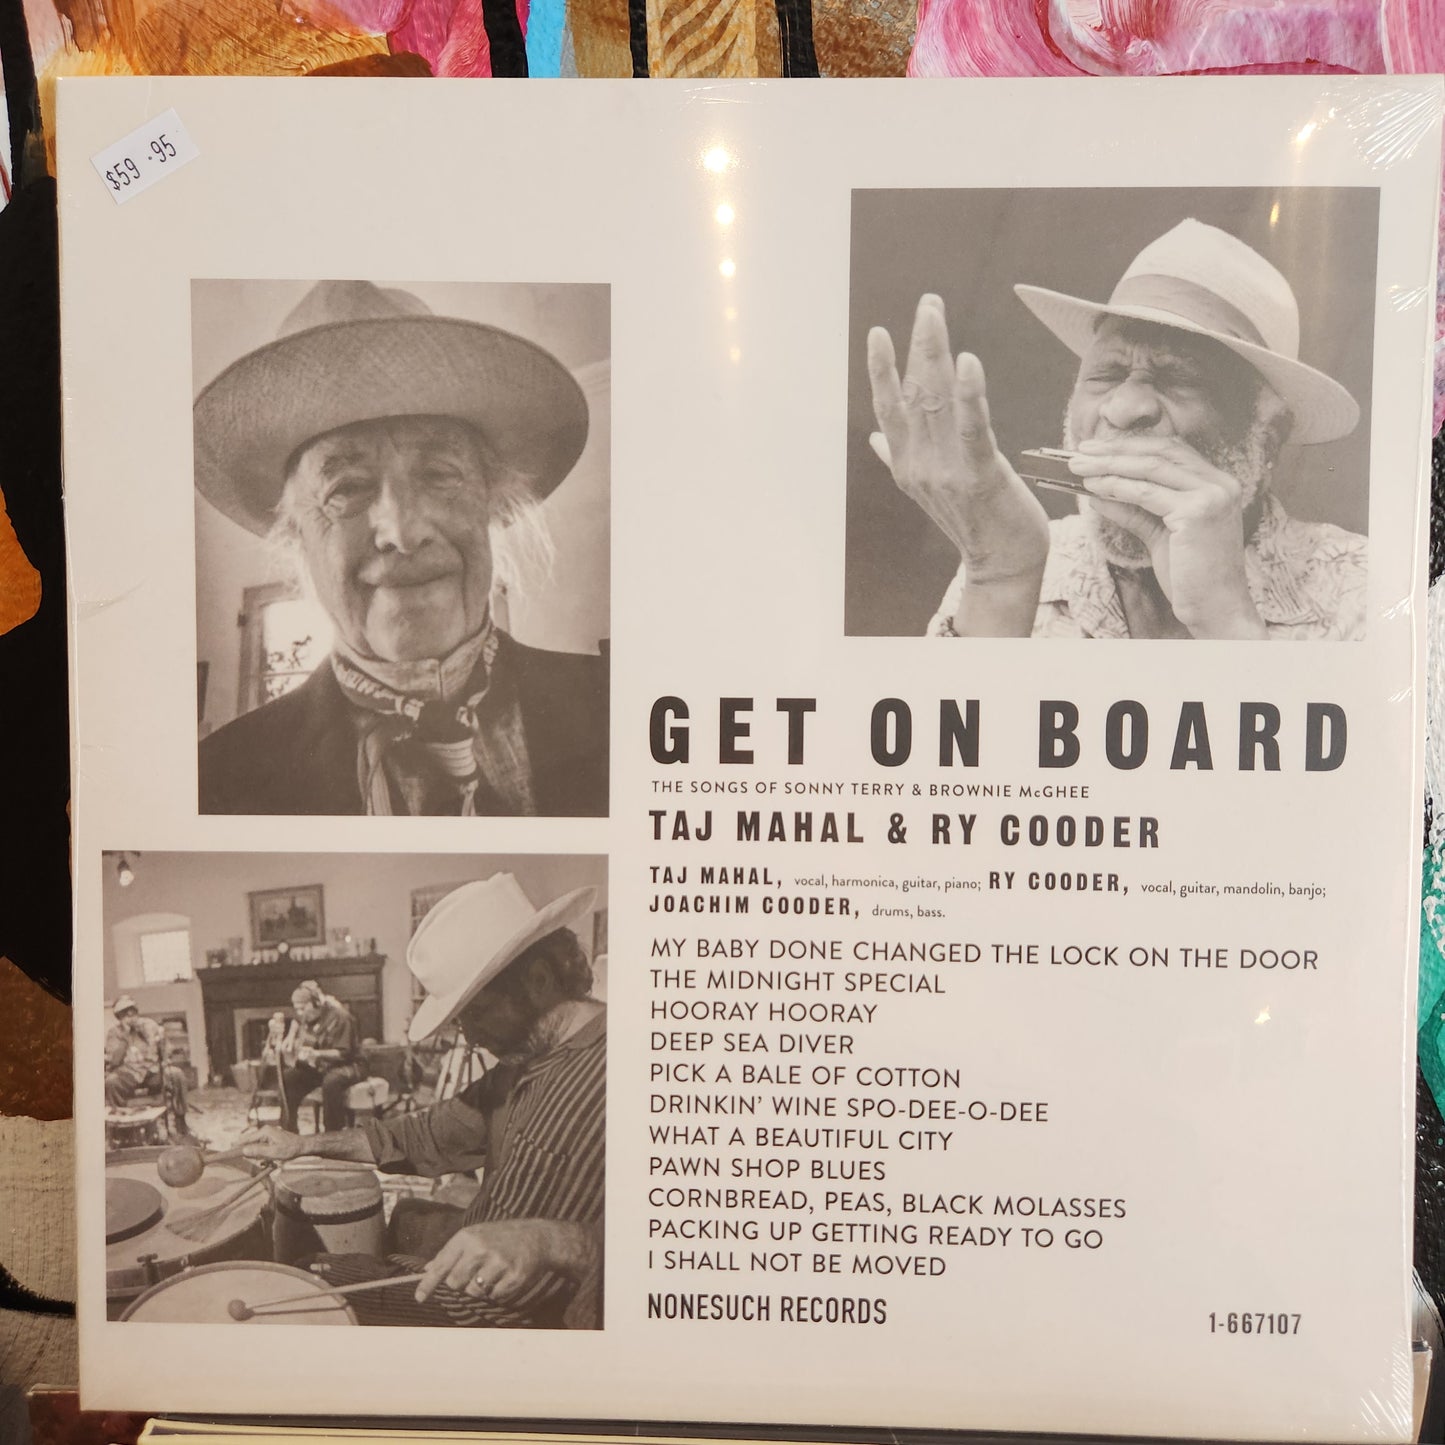 $59.95
GET ON BOARD
THE SONGS OF SONNY TERRY & BROWNIE McGHEE
TAJ MAHAL & RY COODER
TAJ MAHAL, vocal, harmonica, guitar, piano; RY COODER, vocal, guitar, mandolin, banjo;
JOACHIM COODER, drums, bass.
MY BABY DONE CHANGED THE LOCK ON THE DOOR
THE MIDNIGHT SPECIAL
HOORAY HOORAY
DEEP SEA DIVER
PICK A BALE OF COTTON
DRINKIN’ WINE SPO-DEE-O-DEE
WHAT A BEAUTIFUL CITY
PAWN SHOP BLUES
CORNBREAD, PEAS, BLACK MOLASSES
PACKING UP GETTING READY TO GO
I SHALL NOT BE MOVED
NONESUCH RECORDS
1-667107